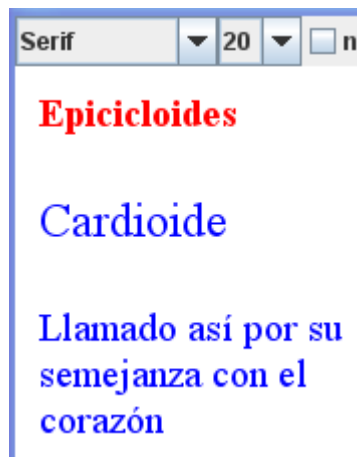 Serif 20 n
Epicicloides
Cardioide
Llamado así por su
semejanza con el
corazón